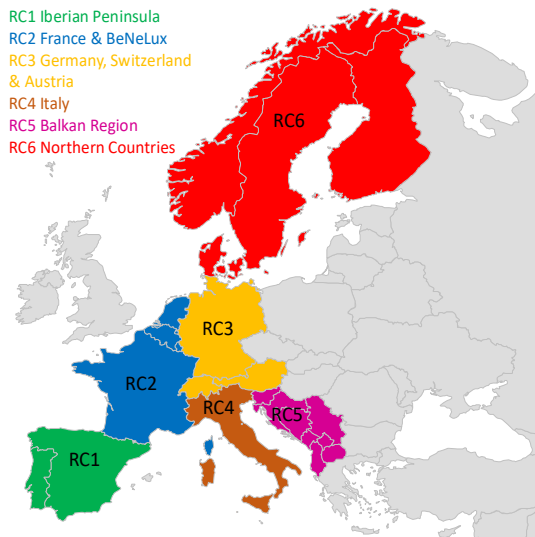 RC1 Iberian Peninsula
RC2 France & BeNeLux
RC3 Germany, Switzerland
& Austria
RC4 Italy
RC5 Balkan Region
RC6 Northern Countries
RC6
RC3
RC2
RC4
RC5
RC1